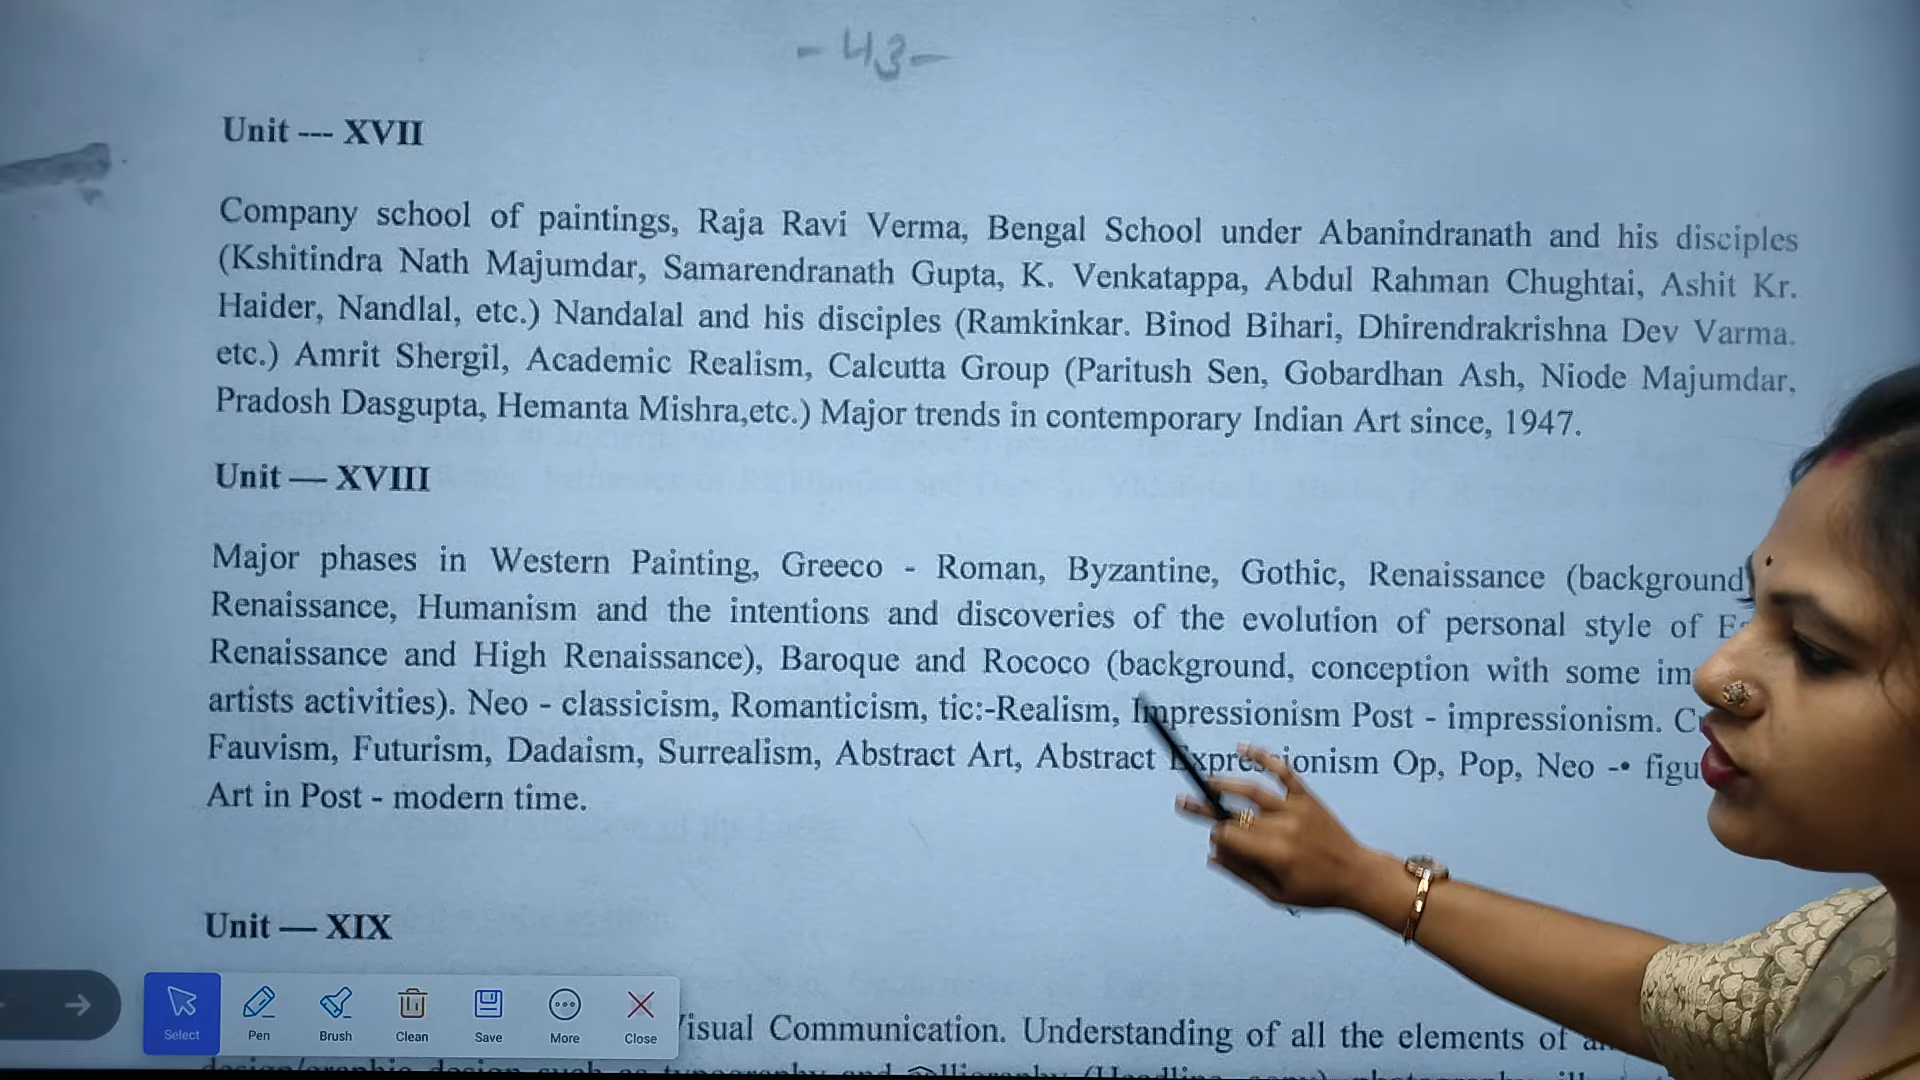 -43-
Unit --- XVII
Company school of paintings, Raja Ravi Verma, Bengal School under Abanindranath and his disciples
(Kshitindra Nath Majumdar, Samarendranath Gupta, K. Venkatappa, Abdul Rahman Chughtai, Ashit Kr.
Haider, Nandlal, etc.) Nandalal and his disciples (Ramkinkar. Binod Bihari, Dhirendrakrishna Dev Varma.
etc.) Amrit Shergil, Academic Realism, Calcutta Group (Paritush Sen, Gobardhan Ash, Niode Majumdar,
Pradosh Dasgupta, Hemanta Mishra,etc.) Major trends in contemporary Indian Art since, 1947.
Unit — XVIII
Major phases in Western Painting, Greeco - Roman, Byzantine, Gothic, Renaissance (background
Renaissance, Humanism and the intentions and discoveries of the evolution of personal style of
Renaissance and High Renaissance), Baroque and Rococo (background, conception with some
artists activities). Neo - classicism, Romanticism, tic:-Realism, Impressionism Post - impressionism.
Fauvism, Futurism, Dadaism, Surrealism, Abstract Art, Abstract Expressionism Op, Pop, Neo -•
Art in Post - modern time.
Unit — XIX
Visual Communication. Understanding of all the elements of
Select Pen Brush Clean Save More Close